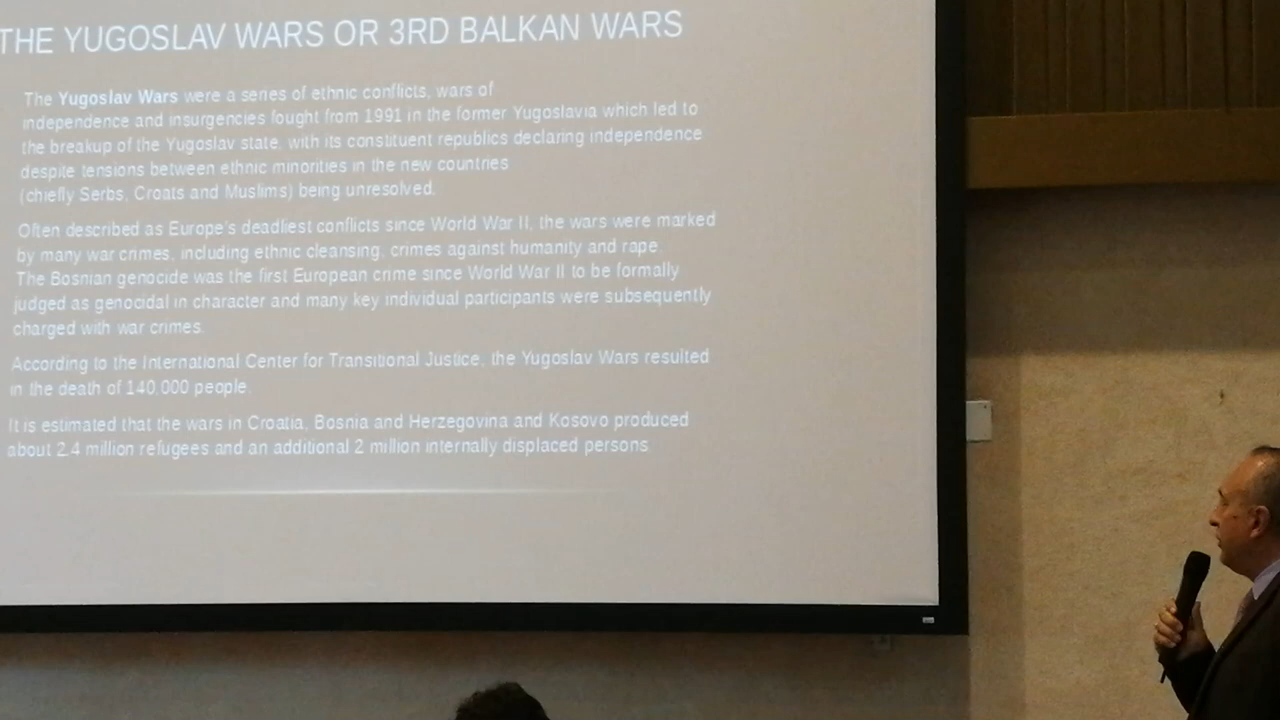 THE YUGOSLAV WARS OR 3RD BALKAN WARS
The Yugoslav Wars were a series of ethnic conflicts, wars of
independence and insurgencies fought from 1991 in the former Yugoslavia which led to
the breakup of the Yugoslav state, with its constituent republics declaring independence
despite tensions between ethnic minorities in the new countries
(chiefly Serbs, Croats and Muslims) being unresolved.
Often described as Europe's deadliest conflicts since World War II, the wars were marked
by many war crimes, including ethnic cleansing, crimes against humanity and rape.
The Bosnian genocide was the first European crime since World War II to be formally
judged as genocidal in character and many key individual participants were subsequently
charged with war crimes.
According to the International Center for Transitional Justice, the Yugoslav Wars resulted
in the death of 140,000 people.
It is estimated that the wars in Croatia, Bosnia and Herzegovina and Kosovo produced
about 2.4 million refugees and an additional 2 million internally displaced persons